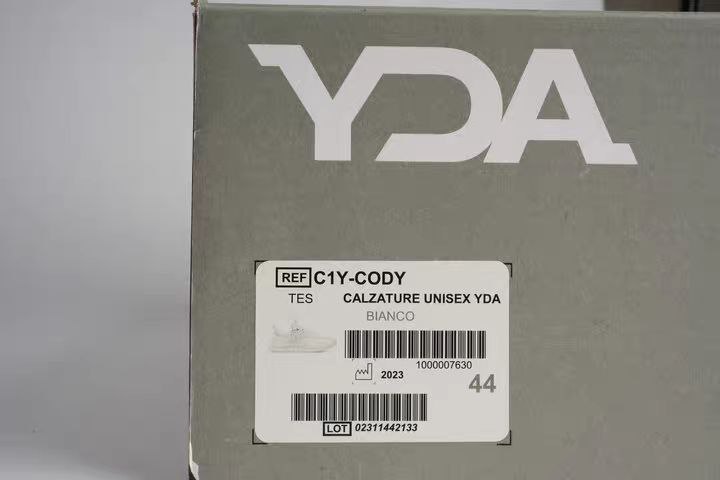 YDA
REF C1Y-CODY
TES CALZATURE UNISEX YDA
BIANCO
1000007630
2023
44
LOT 02311442133